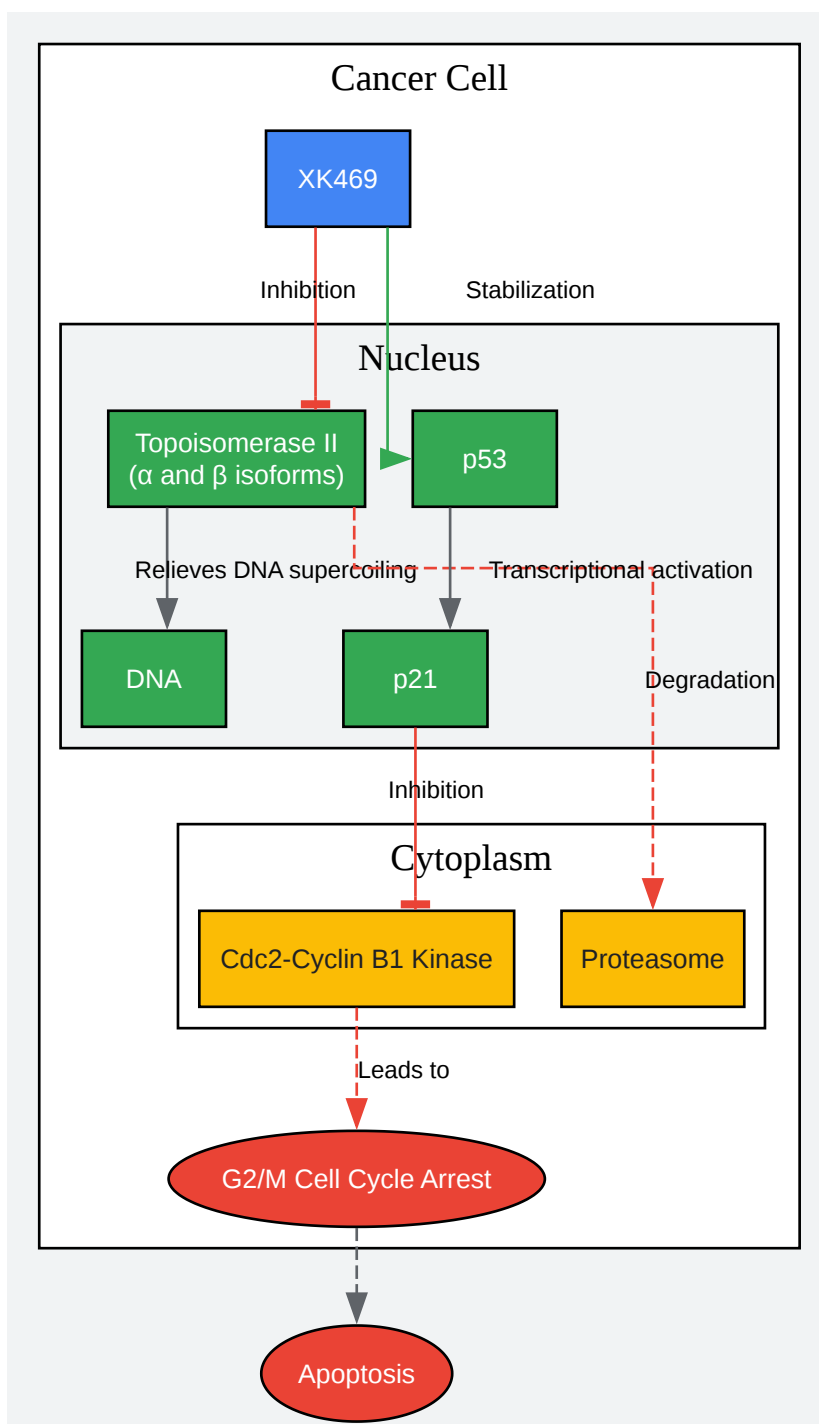 Cancer Cell
XK469
Inhibition
Stabilization
Nucleus
Topoisomerase II
(α and β isoforms)
p53
Relieves DNA supercoiling
Transcriptional activation
DNA
p21
Degradation
Inhibition
Cytoplasm
Cdc2-Cyclin B1 Kinase
Proteasome
Leads to
G2/M Cell Cycle Arrest
Apoptosis